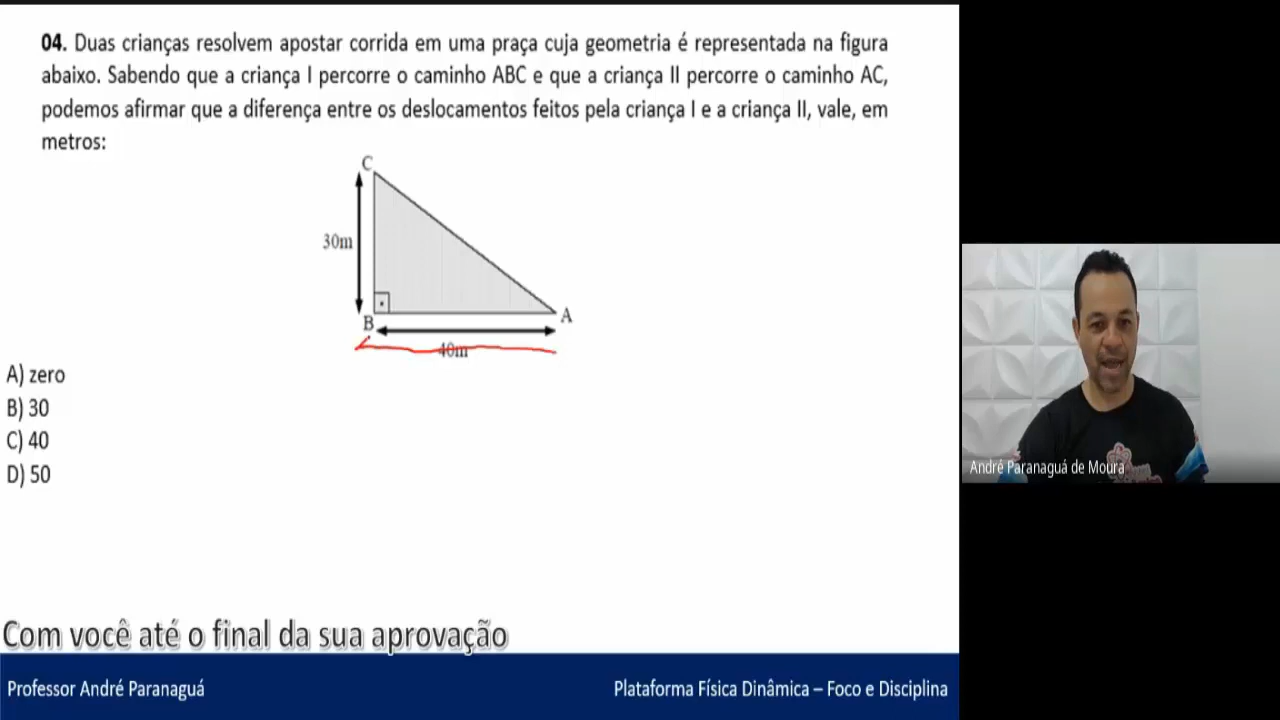 04. Duas crianças resolvem apostar corrida em uma praça cuja geometria é representada na figura
abaixo. Sabendo que a criança I percorre o caminho ABC e que a criança II percorre o caminho AC,
podemos afirmar que a diferença entre os deslocamentos feitos pela criança I e a criança II, vale, em
metros:
C
30m
B
A
40m
A) zero
B) 30
C) 40
D) 50
André Paranaguá de Moura
Com você até o final da sua aprovação
Professor André Paranaguá
Plataforma Física Dinâmica – Foco e Disciplina